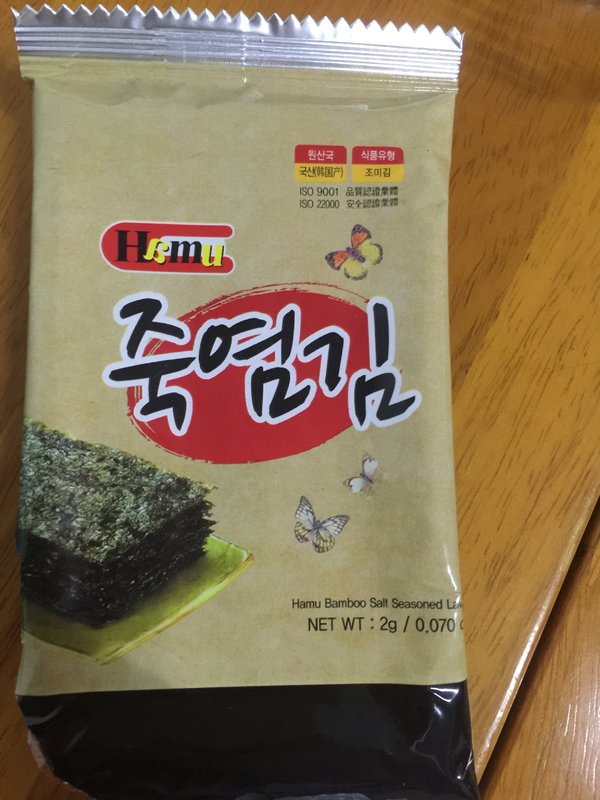 원산국 식품유형
국산(韩国产) 조미김
ISO 9001 品質認證業體
ISO 22000 安全認證業體
Hamu
죽염김
Hamu Bamboo Salt Seasoned
NET WT : 2g / 0.070